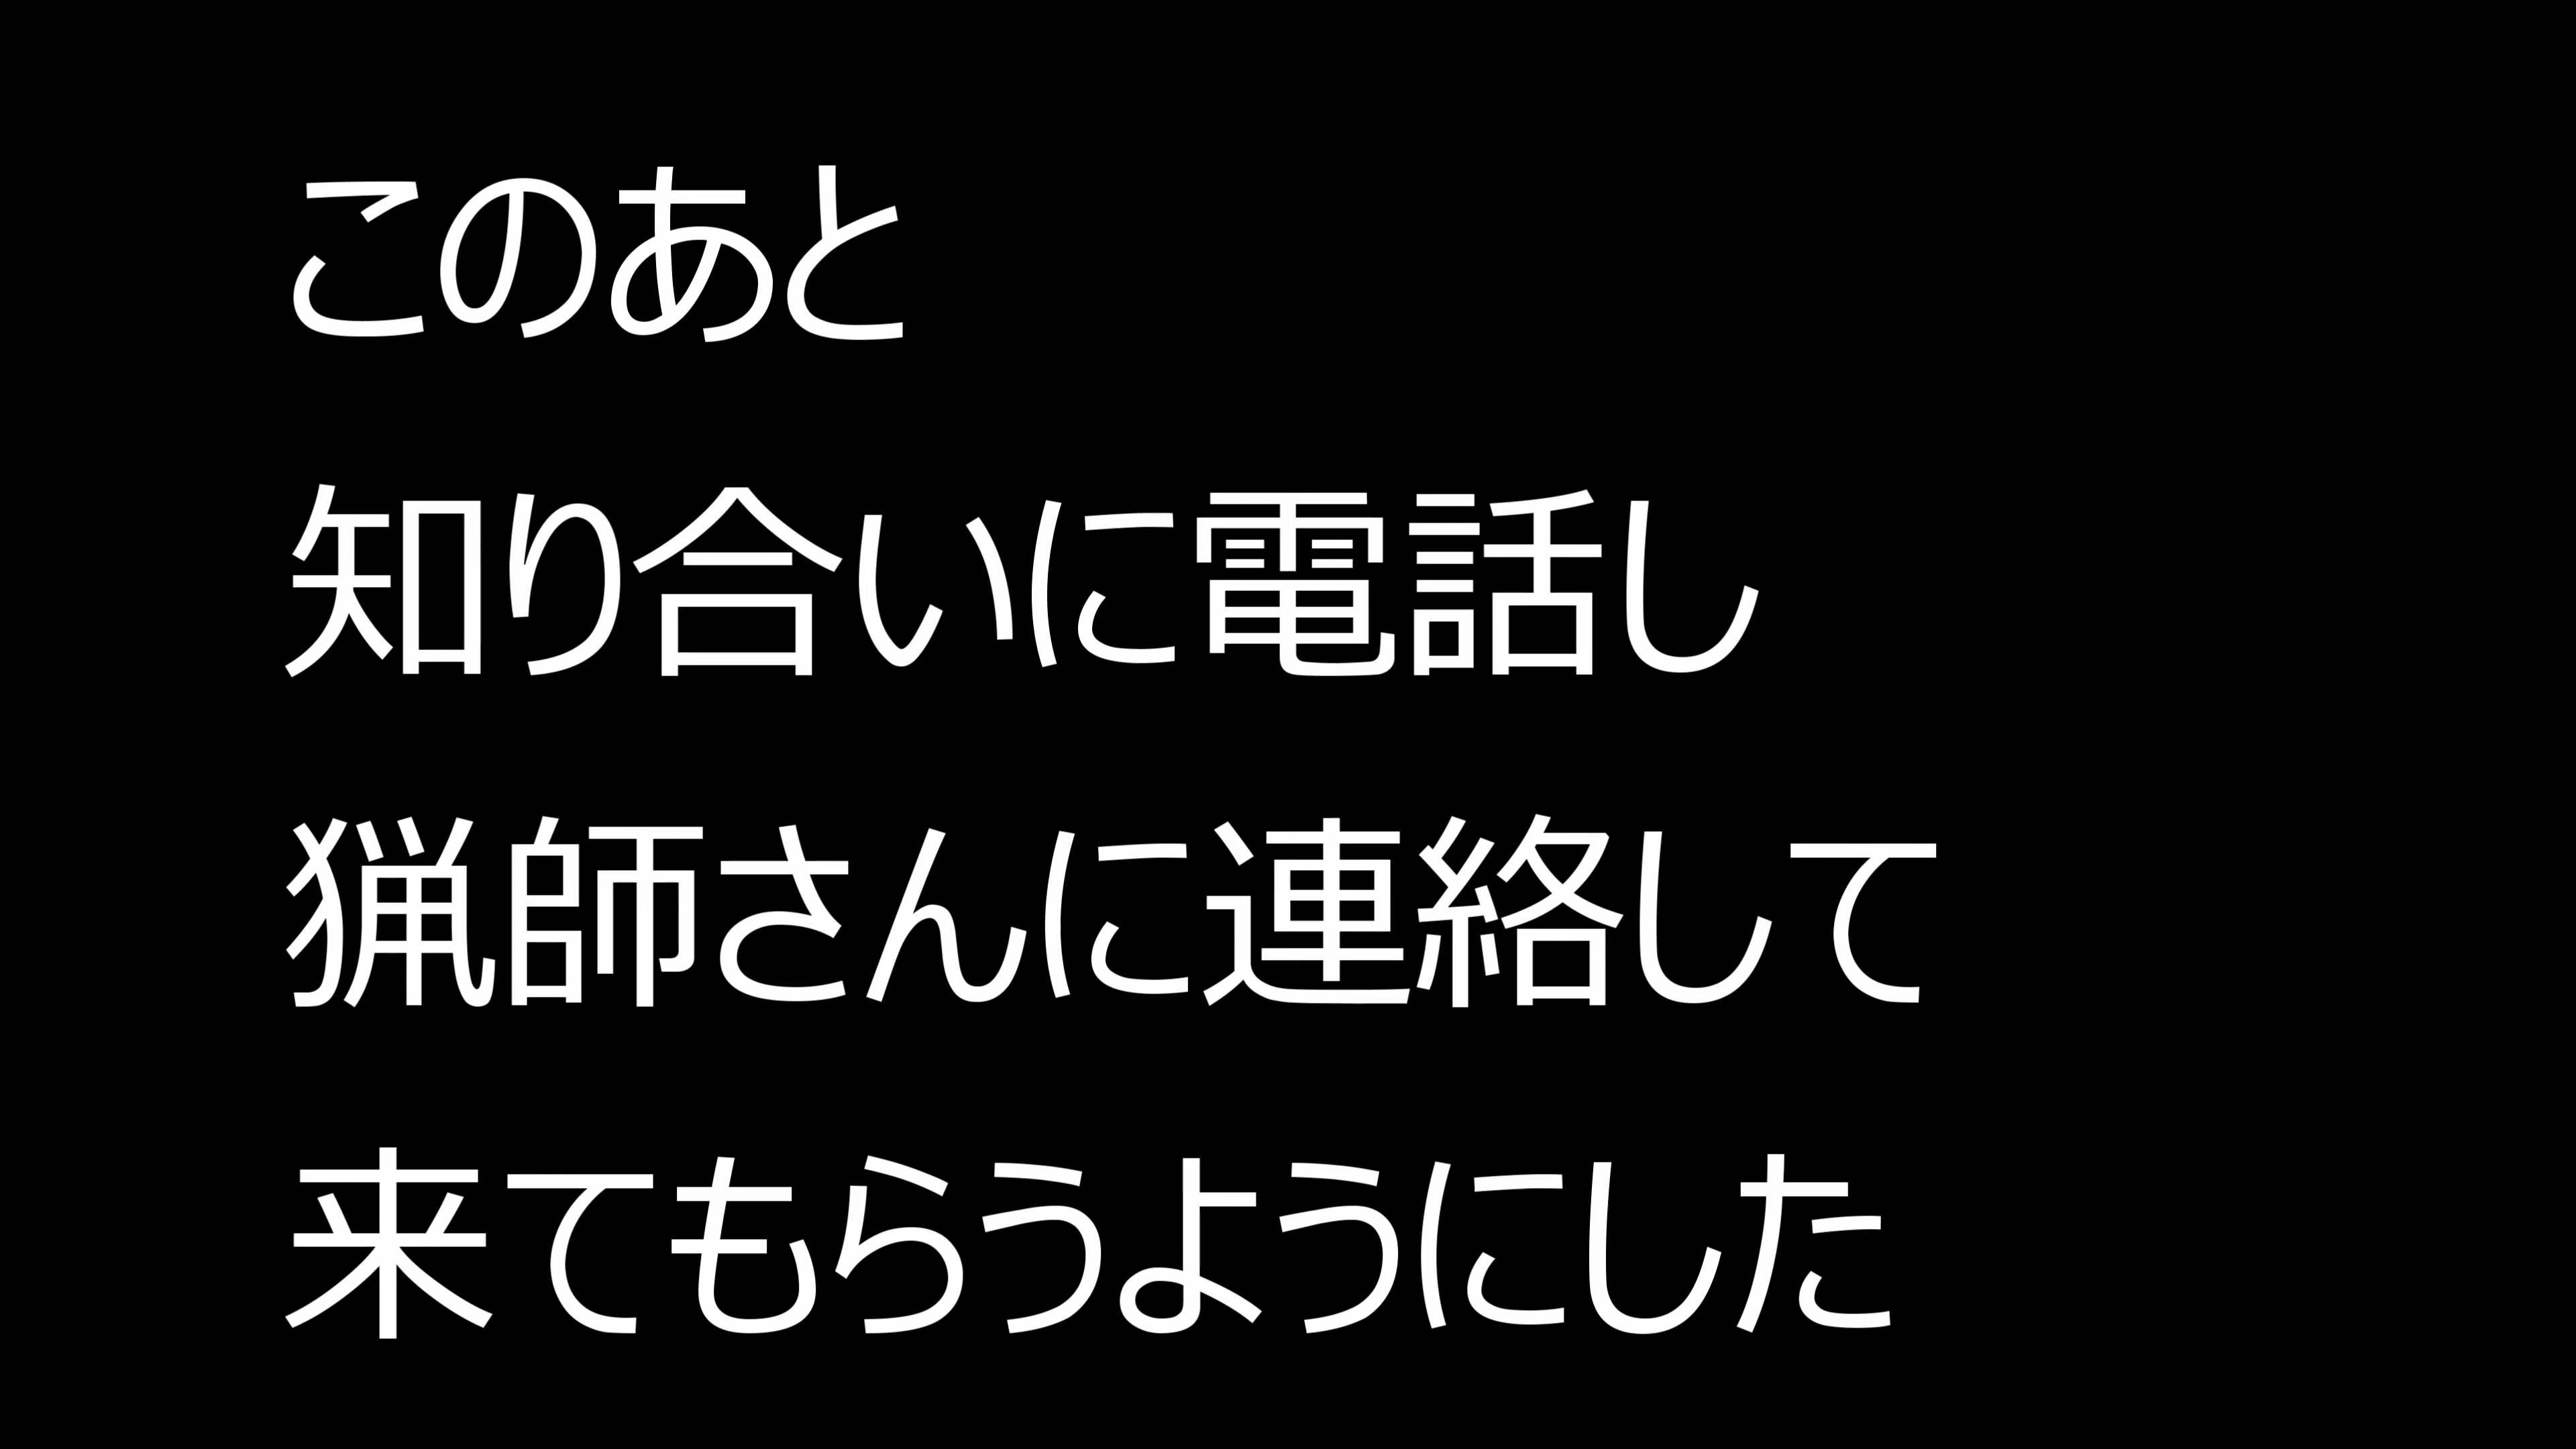 このあと
知り合いに電話し
猟師さんに連絡して
来てもらうようにした